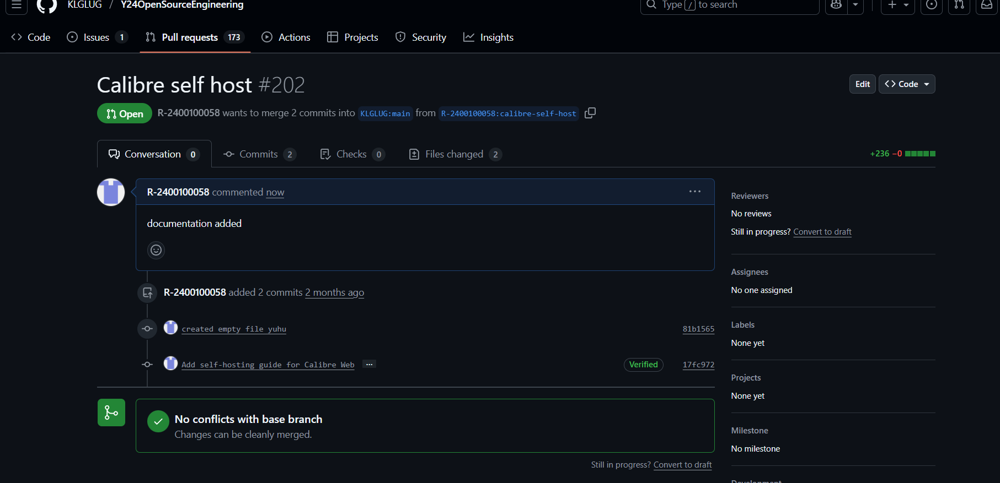 KLGLUG / Y24OpenSourceEngineering
Type / to search
Code
Issues 1
Pull requests 173
Actions
Projects
Security
Insights
Calibre self host #202
Edit
Code
Open
R-2400100058 wants to merge 2 commits into KLGLUG:main from R-2400100058:calibre-self-host
Conversation 0
Commits 2
Checks 0
Files changed 2
+236 −0
R-2400100058 commented now
...
documentation added
R-2400100058 added 2 commits 2 months ago
created empty file yuhu
81b1565
Add self-hosting guide for Calibre Web ...
Verified
17fc972
No conflicts with base branch
Changes can be cleanly merged.
Still in progress? Convert to draft
Reviewers
No reviews
Still in progress? Convert to draft
Assignees
No one assigned
Labels
None yet
Projects
None yet
Milestone
No milestone
Development